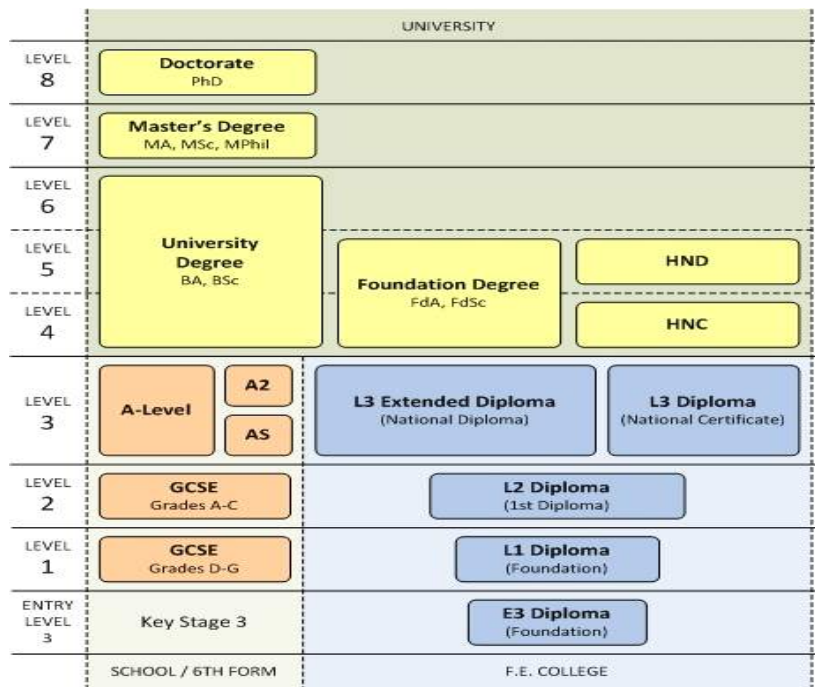 UNIVERSITY
LEVEL
8
Doctorate
PhD
LEVEL
7
Master's Degree
MA, MSc, MPhil
LEVEL
6
LEVEL
5
LEVEL
4
University
Degree
BA, BSc
Foundation Degree
FdA, FdSc
HND
HNC
LEVEL
3
A-Level
A2
AS
L3 Extended Diploma
(National Diploma)
L3 Diploma
(National Certificate)
LEVEL
2
GCSE
Grades A-C
L2 Diploma
(1st Diploma)
LEVEL
1
GCSE
Grades D-G
L1 Diploma
(Foundation)
ENTRY
LEVEL
3
Key Stage 3
E3 Diploma
(Foundation)
SCHOOL / 6TH FORM
F.E. COLLEGE